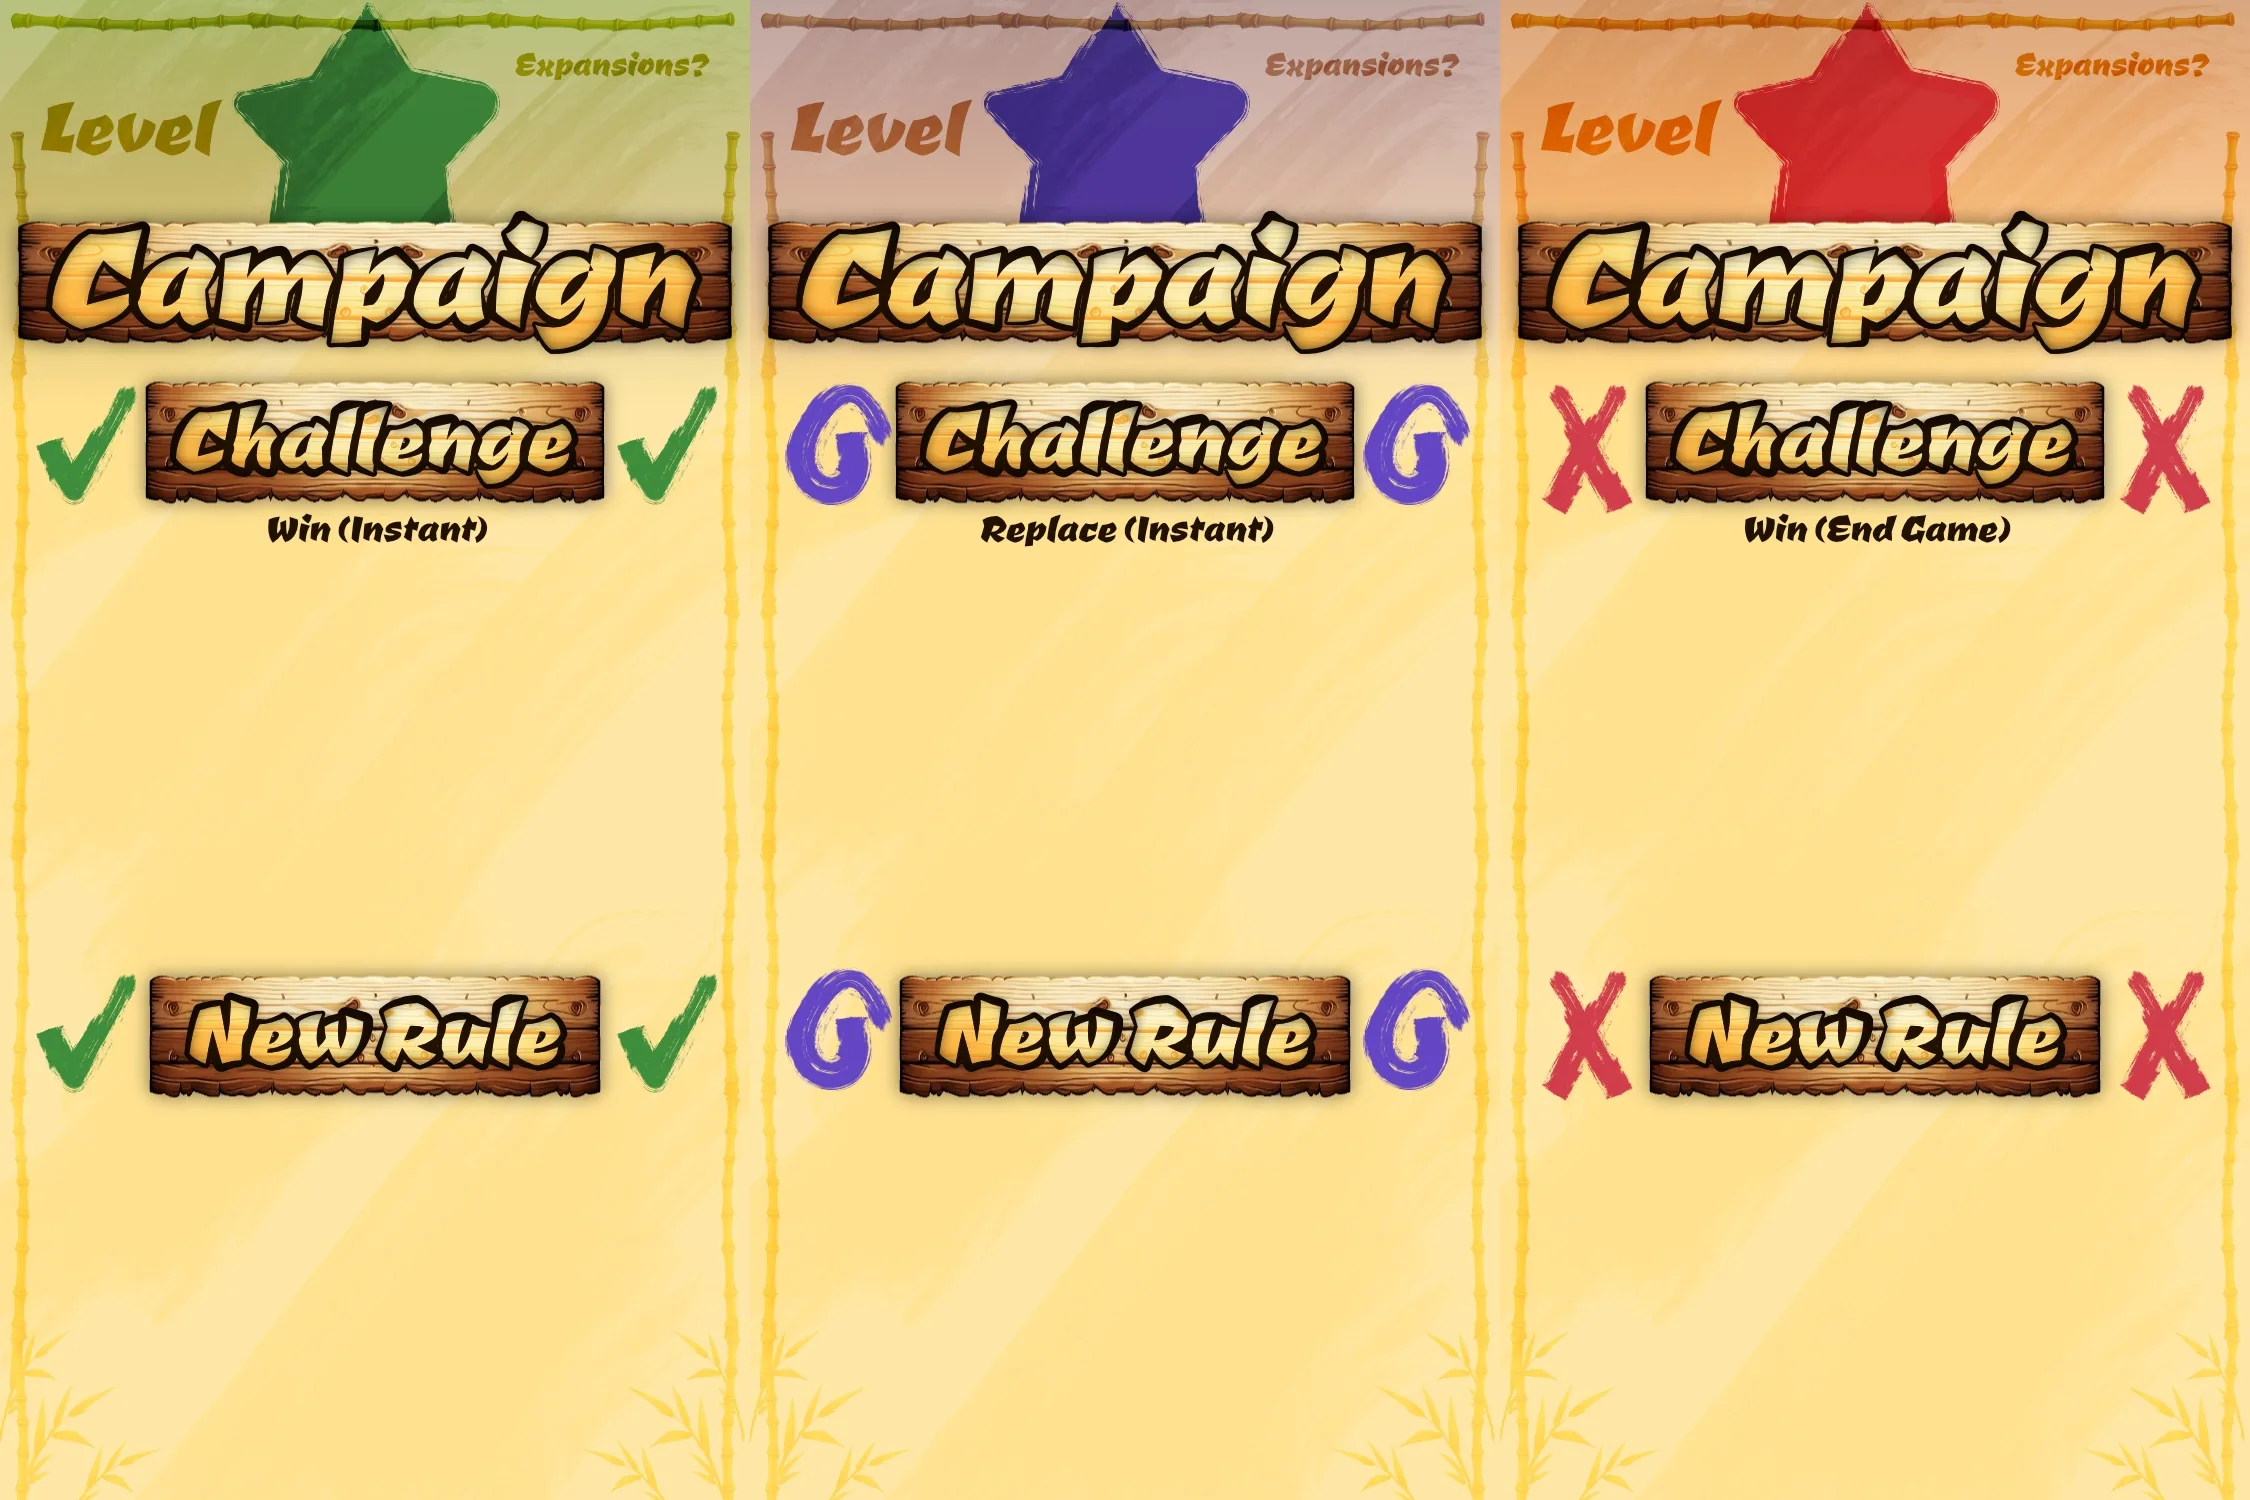 Expansions?
Level
Campaign
Challenge
Win (Instant)
New Rule
Expansions?
Level
Campaign
Challenge
Replace (Instant)
New Rule
Expansions?
Level
Campaign
Challenge
Win (End Game)
New Rule